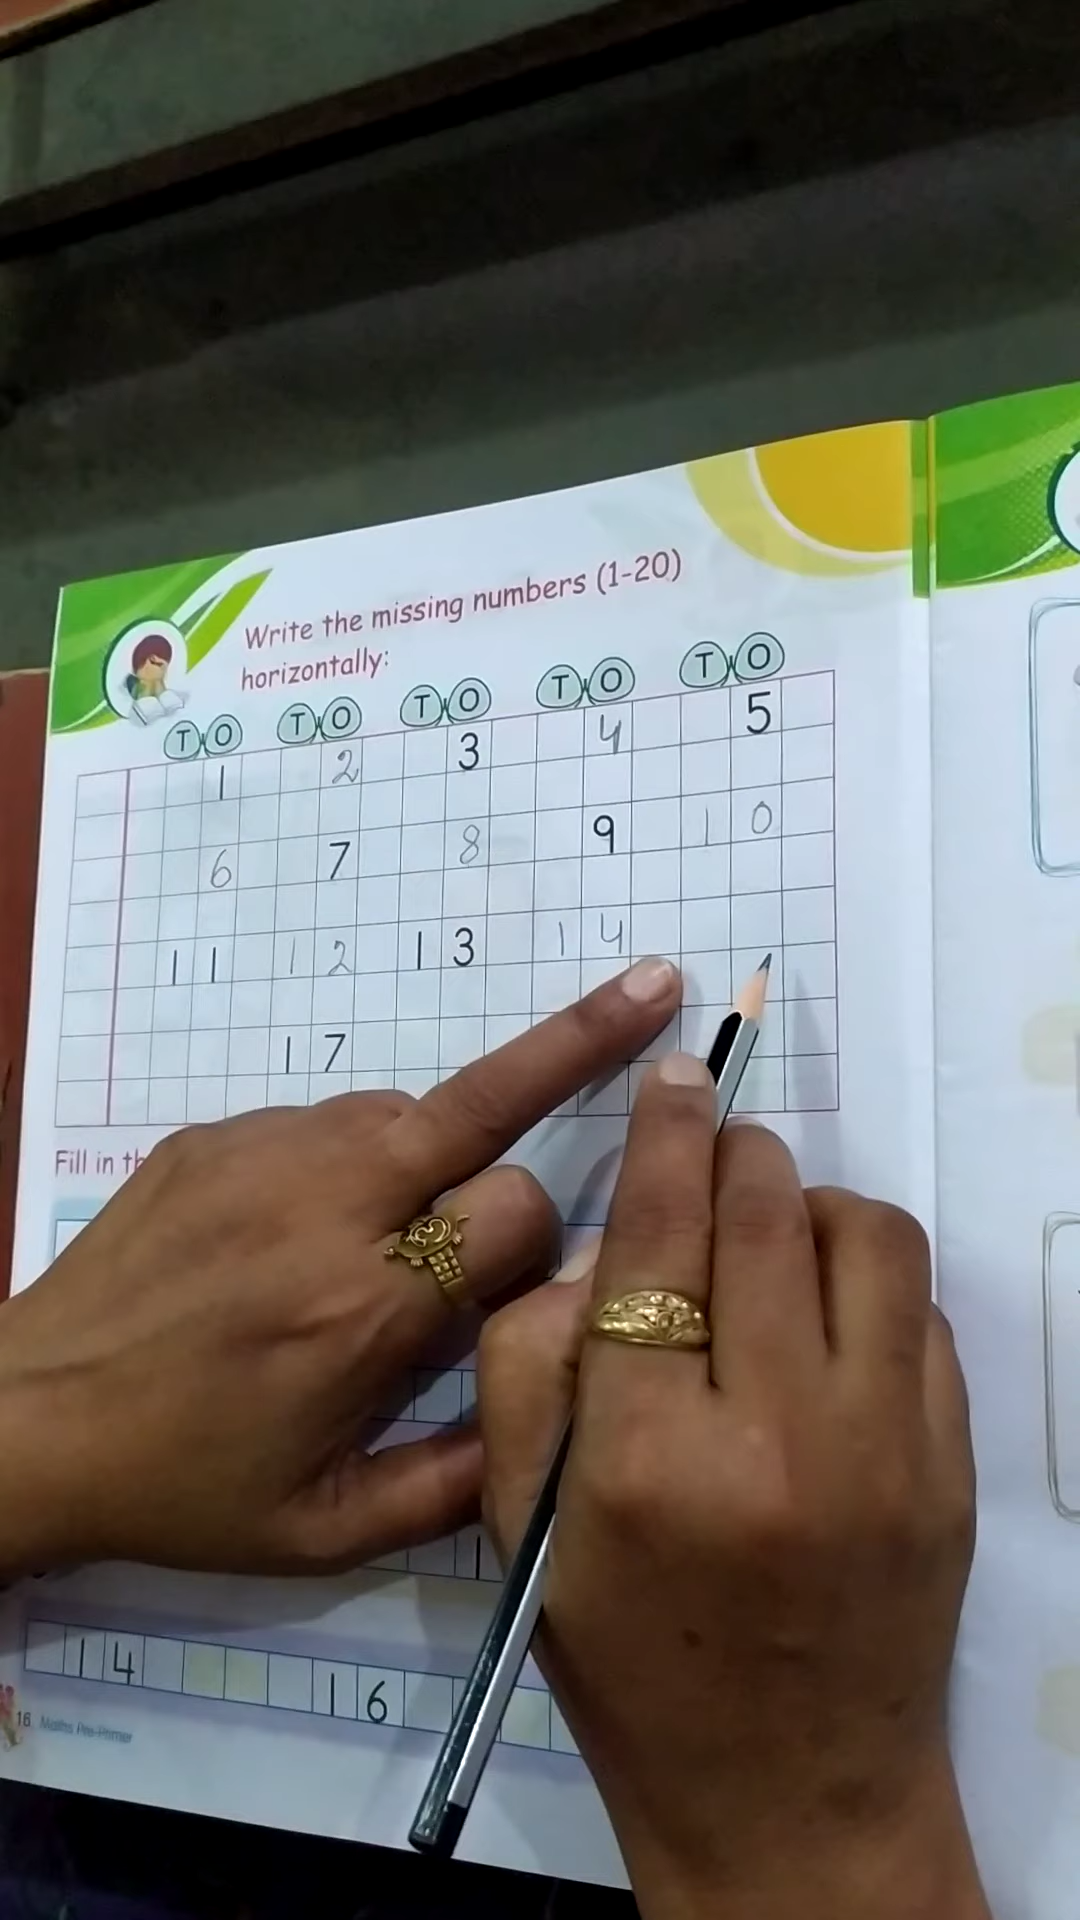 Write the missing numbers (1-20)
horizontally:
T O T O T O T O T O
1 2 3 4 5
6 7 8 9 10
11 12 13 14
17
Fill in
14 16
16 Maths Pre-Primer